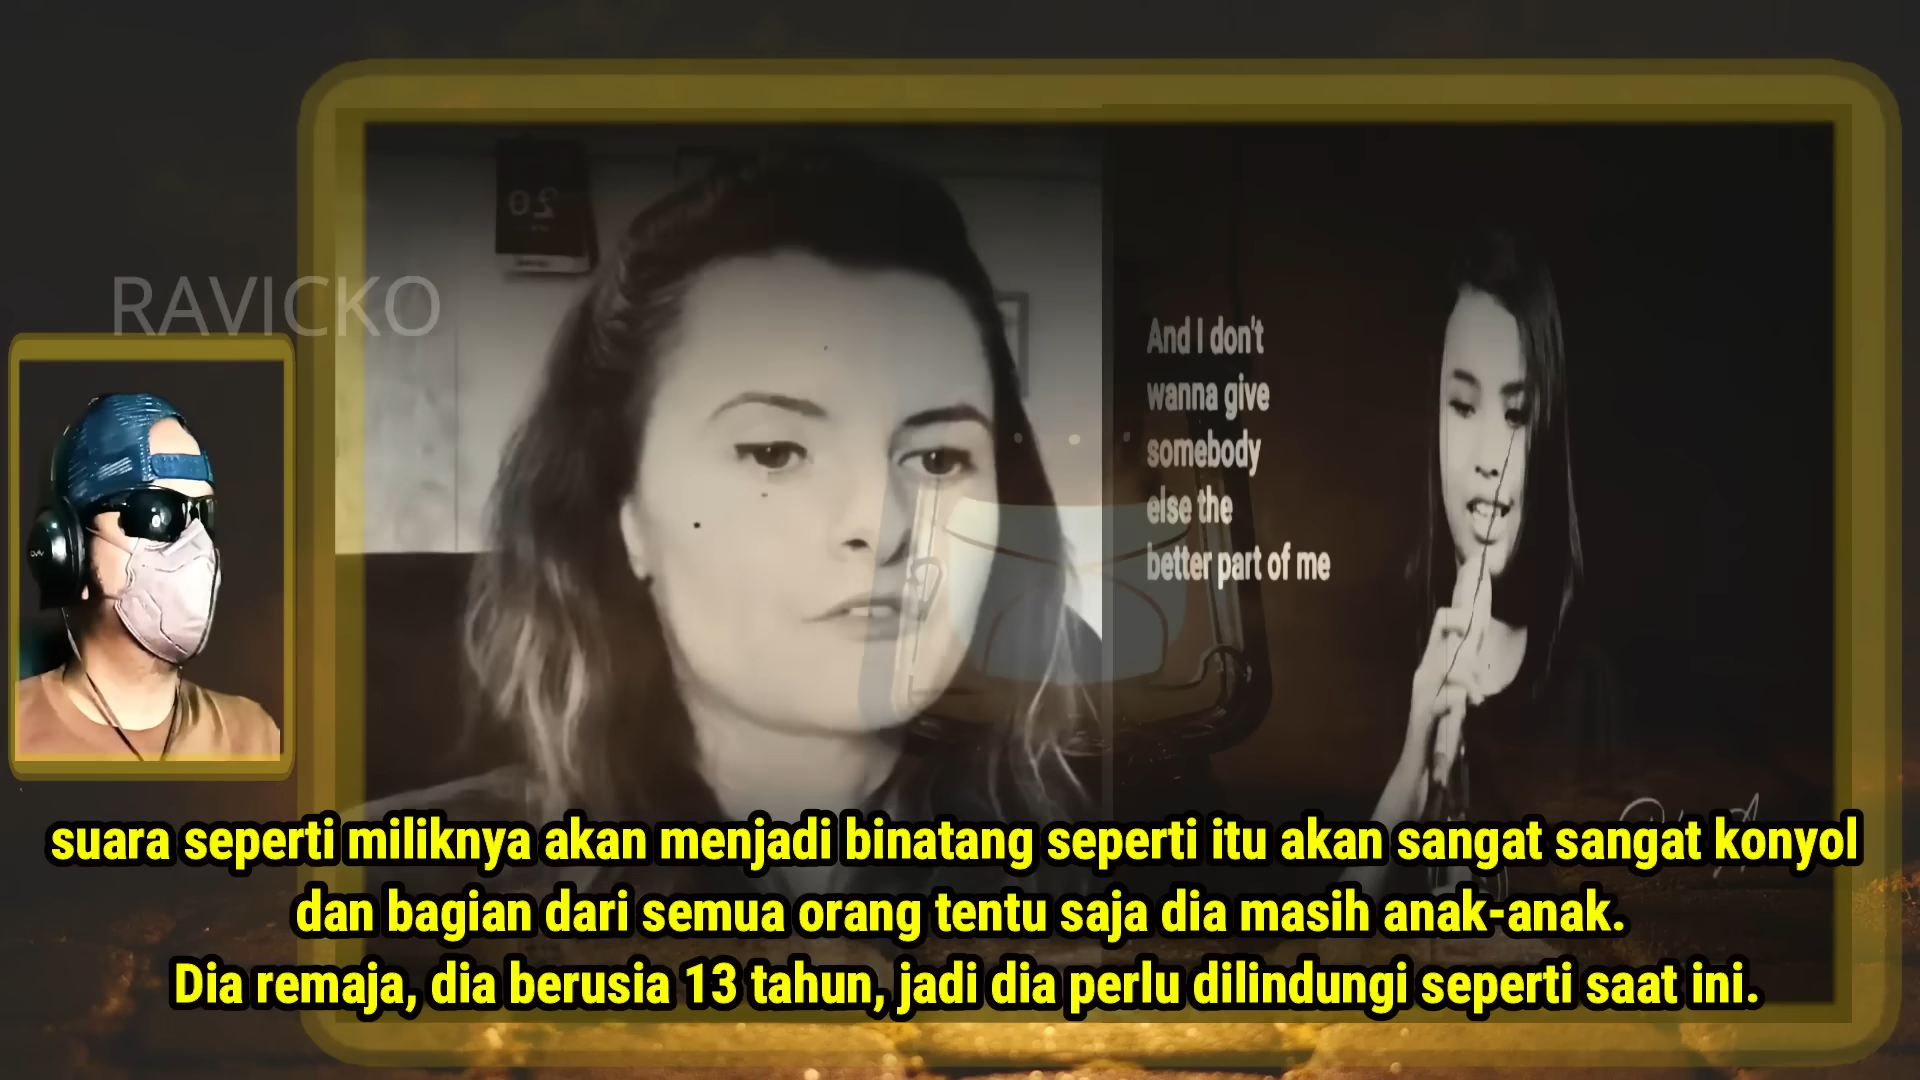 RAVICKO
And I don't
wanna give
somebody
else the
better part of me
suara seperti miliknya akan menjadi binatang seperti itu akan sangat sangat konyol
dan bagian dari semua orang tentu saja dia masih anak-anak.
Dia remaja, dia berusia 13 tahun, jadi dia perlu dilindungi seperti saat ini.